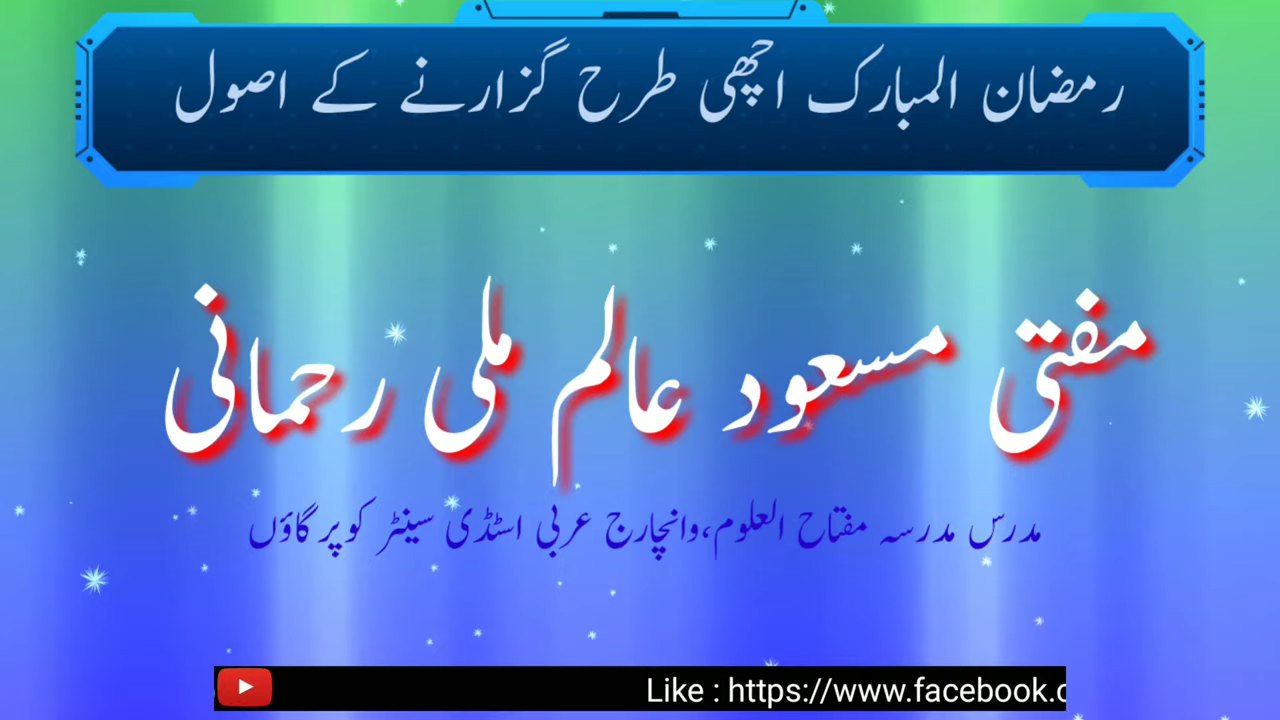 رمضان المبارک اچھی طرح گزارنے کے اصول
مفتی مسعود عالم ملی رحمانی
مدرس مدرسہ مفتاح العلوم،وانچارج عربی اسٹڈی سینٹر کوپر گاؤں
Like : https://www.facebook.c